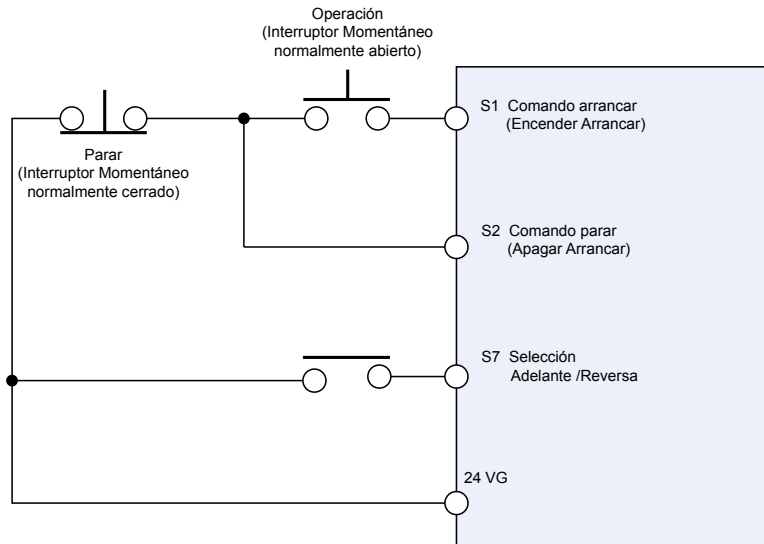 Operación
(Interruptor Momentáneo
normalmente abierto)
S1 Comando arrancar
(Encender Arrancar)
Parar
(Interruptor Momentáneo
normalmente cerrado)
S2 Comando parar
(Apagar Arrancar)
S7 Selección
Adelante /Reversa
24 VG